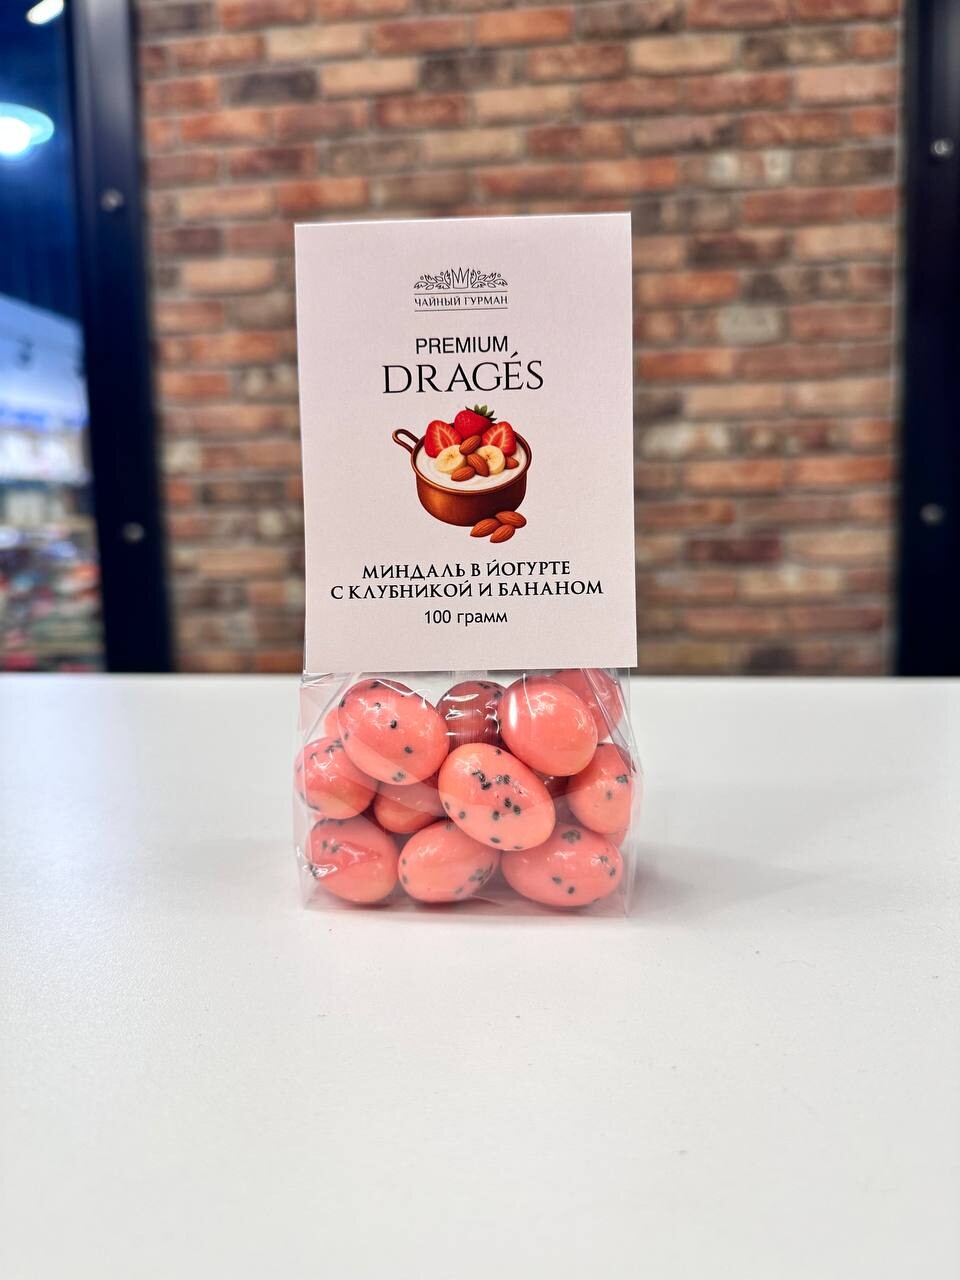 ЧАЙНЫЙ ГУРМАН
PREMIUM
DRAGÉS
МИНДАЛЬ В ЙОГУРТЕ
С КЛУБНИКОЙ И БАНАНОМ
100 грамм